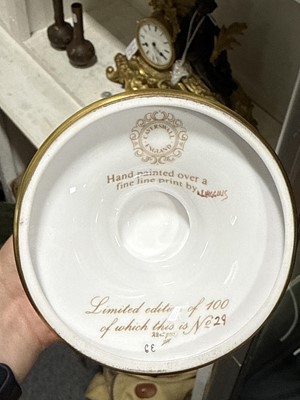 CAVERSWALL
ENGLAND
Hand painted over a
fine line print by
Limited edition of 100
of which this is No 29